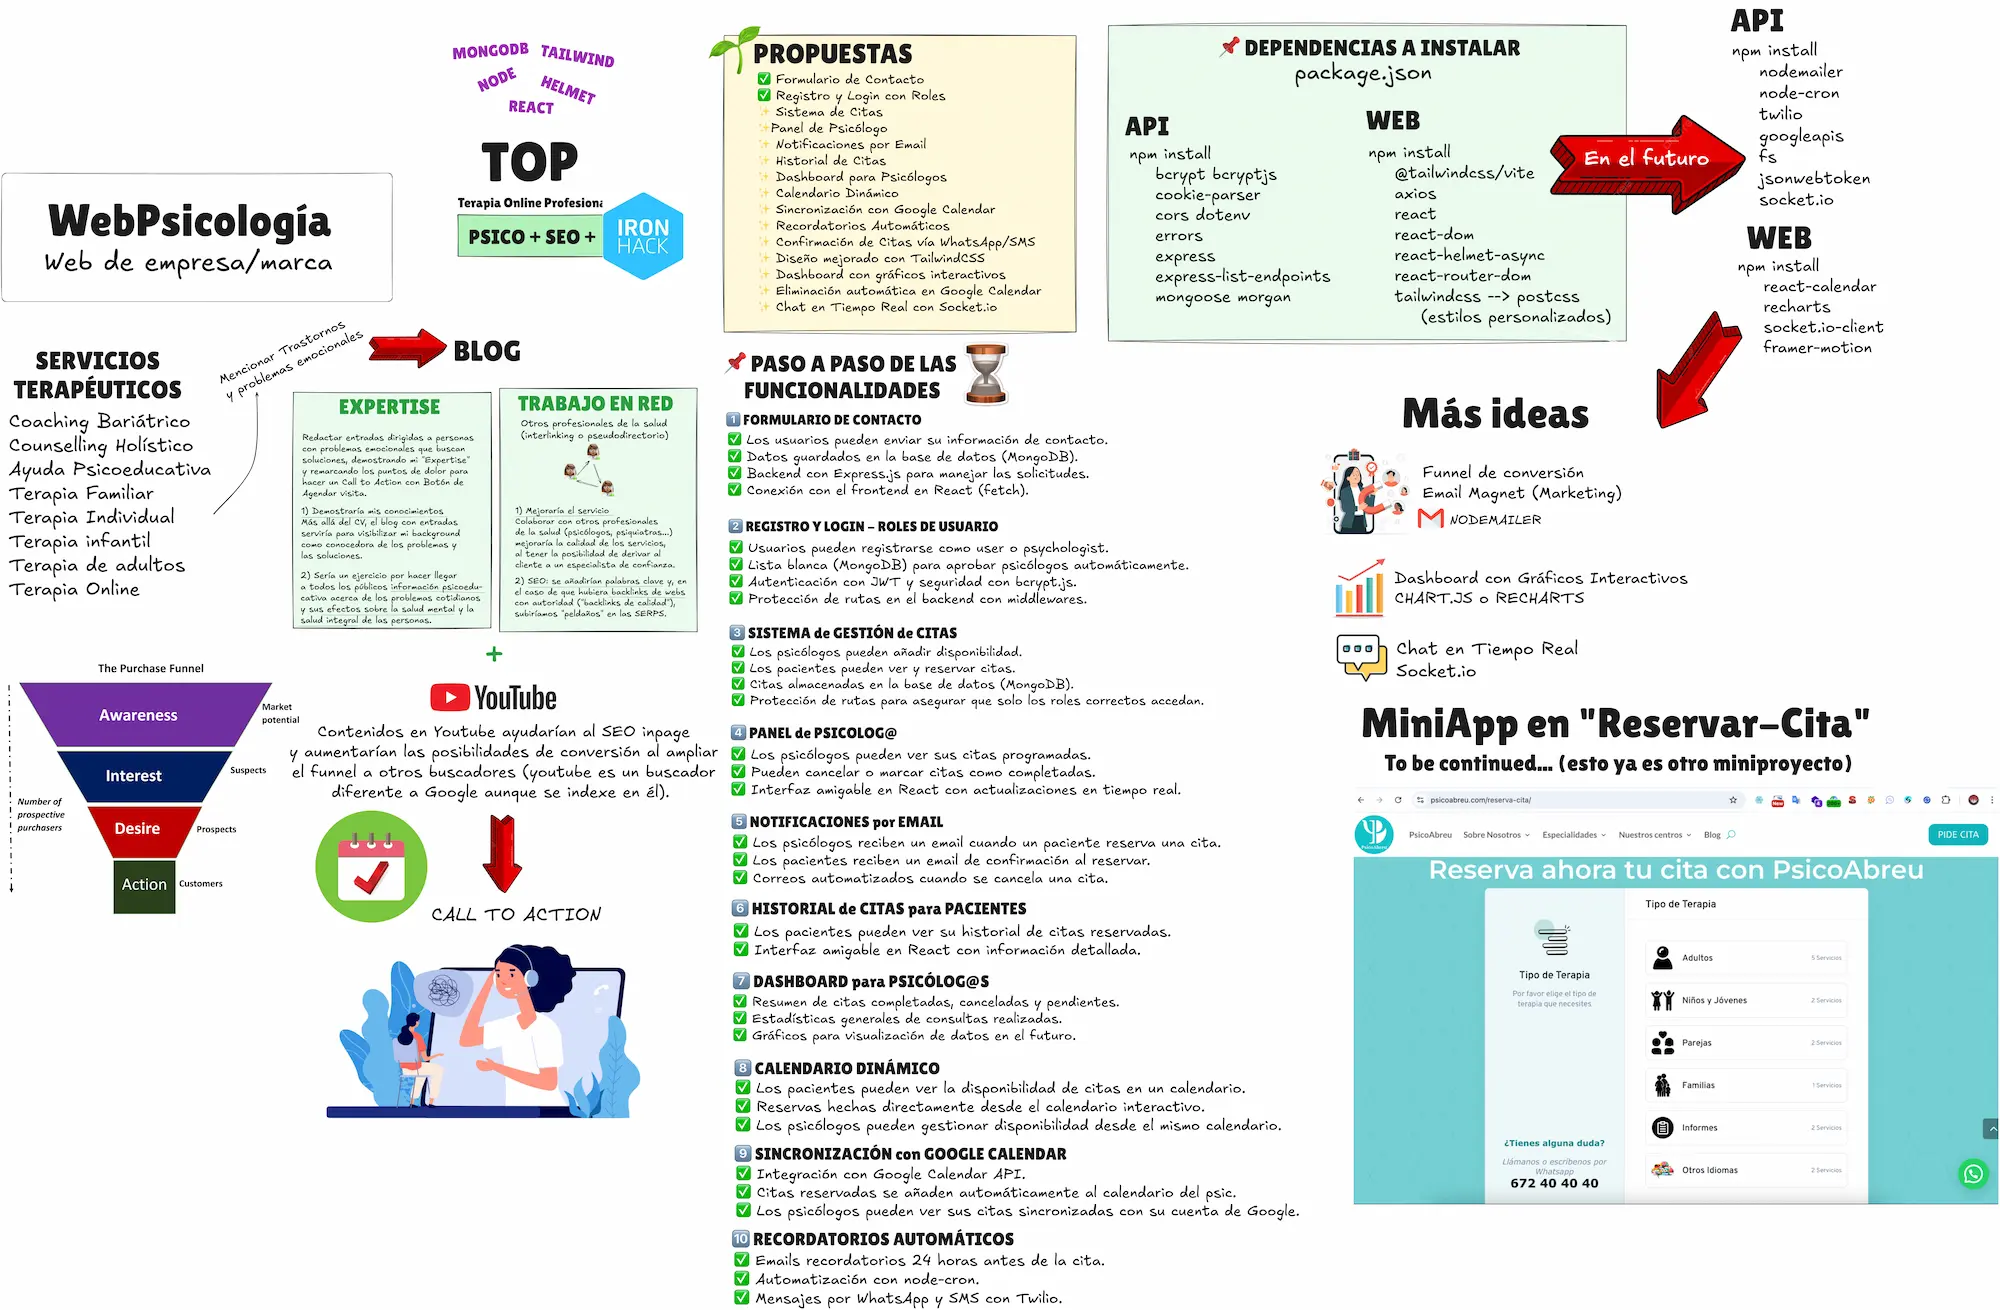 WebPsicología
Web de empresa/marca
MONGODB TAILWIND
NODE HELMET
REACT
TOP
Terapia Online Profesiona
PSICO + SEO +
IRON
HACK
SERVICIOS
TERAPÉUTICOS
Coaching Bariátrico
Counselling Holístico
Ayuda Psicoeducativa
Terapia Familiar
Terapia Individual
Terapia infantil
Terapia de adultos
Terapia Online
Mencionar Trastornos
y problemas emocionales
BLOG
EXPERTISE
Redactar entradas dirigidas a personas
con problemas emocionales que buscan
soluciones, demostrando mi "Expertise"
y remarcando los puntos de dolor para
hacer un Call to Action con Botón de
Agendar visita.
1) Demostraría mis conocimientos
Más allá del CV, el blog con entradas
serviría para visibilizar mi background
como conocedora de los problemas y
las soluciones.
2) Sería un ejercicio por hacer llegar
a todos los públicos información psicoedu-
cativa acerca de los problemas cotidianos
y sus efectos sobre la salud mental y la
salud integral de las personas.
TRABAJO EN RED
Otros profesionales de la salud
(interlinking o pseudodirectorio)
1) Mejoraría el servicio
Colaborar con otros profesionales
de la salud (psicólogos, psiquiatras...)
mejoraría la calidad de los servicios,
al tener la posibilidad de derivar al
cliente a un especialista de confianza.
2) SEO: se añadirían palabras clave y, en
el caso de que hubiera backlinks de webs
con autoridad ("backlinks de calidad"),
subiríamos "peldaños" en las SERPS.
+
YouTube
Contenidos en Youtube ayudarían al SEO inpage
y aumentarían las posibilidades de conversión al ampliar
el funnel a otros buscadores (youtube es un buscador
diferente a Google aunque se indexe en él).
CALL TO ACTION
The Purchase Funnel
Awareness
Market
potential
Interest
Suspects
Number of
prospective
purchasers
Desire
Prospects
Action
Customers
PROPUESTAS
Formulario de Contacto
Registro y Login con Roles
Sistema de Citas
Panel de Psicólogo
Notificaciones por Email
Historial de Citas
Dashboard para Psicólogos
Calendario Dinámico
Sincronización con Google Calendar
Recordatorios Automáticos
Confirmación de Citas vía WhatsApp/SMS
Diseño mejorado con TailwindCSS
Dashboard con gráficos interactivos
Eliminación automática en Google Calendar
Chat en Tiempo Real con Socket.io
PASO A PASO DE LAS
FUNCIONALIDADES
1 FORMULARIO DE CONTACTO
Los usuarios pueden enviar su información de contacto.
Datos guardados en la base de datos (MongoDB).
Backend con Express.js para manejar las solicitudes.
Conexión con el frontend en React (fetch).
2 REGISTRO Y LOGIN – ROLES DE USUARIO
Usuarios pueden registrarse como user o psychologist.
Lista blanca (MongoDB) para aprobar psicólogos automáticamente.
Autenticación con JWT y seguridad con bcrypt.js.
Protección de rutas en el backend con middlewares.
3 SISTEMA de GESTIÓN de CITAS
Los psicólogos pueden añadir disponibilidad.
Los pacientes pueden ver y reservar citas.
Citas almacenadas en la base de datos (MongoDB).
Protección de rutas para asegurar que solo los roles correctos accedan.
4 PANEL de PSICOLOG@
Los psicólogos pueden ver sus citas programadas.
Pueden cancelar o marcar citas como completadas.
Interfaz amigable en React con actualizaciones en tiempo real.
5 NOTIFICACIONES por EMAIL
Los psicólogos reciben un email cuando un paciente reserva una cita.
Los pacientes reciben un email de confirmación al reservar.
Correos automatizados cuando se cancela una cita.
6 HISTORIAL de CITAS para PACIENTES
Los pacientes pueden ver su historial de citas reservadas.
Interfaz amigable en React con información detallada.
7 DASHBOARD para PSICÓLOG@S
Resumen de citas completadas, canceladas y pendientes.
Estadísticas generales de consultas realizadas.
Gráficos para visualización de datos en el futuro.
8 CALENDARIO DINÁMICO
Los pacientes pueden ver la disponibilidad de citas en un calendario.
Reservas hechas directamente desde el calendario interactivo.
Los psicólogos pueden gestionar disponibilidad desde el mismo calendario.
9 SINCRONIZACIÓN con GOOGLE CALENDAR
Integración con Google Calendar API.
Citas reservadas se añaden automáticamente al calendario del psic.
Los psicólogos pueden ver sus citas sincronizadas con su cuenta de Google.
10 RECORDATORIOS AUTOMÁTICOS
Emails recordatorios 24 horas antes de la cita.
Automatización con node-cron.
Mensajes por WhatsApp y SMS con Twilio.
DEPENDENCIAS A INSTALAR
package.json
API
npm install
bcrypt bcryptjs
cookie-parser
cors dotenv
errors
express
express-list-endpoints
mongoose morgan
WEB
npm install
@tailwindcss/vite
axios
react
react-dom
react-helmet-async
react-router-dom
tailwindcss --> postcss
(estilos personalizados)
En el futuro
API
npm install
nodemailer
node-cron
twilio
googleapis
fs
jsonwebtoken
socket.io
WEB
npm install
react-calendar
recharts
socket.io-client
framer-motion
Más ideas
Funnel de conversión
Email Magnet (Marketing)
NODEMAILER
Dashboard con Gráficos Interactivos
CHART.JS o RECHARTS
Chat en Tiempo Real
Socket.io
MiniApp en "Reservar-Cita"
To be continued... (esto ya es otro miniproyecto)
psicoabreu.com/reserva-cita/
New
PsicoAbreu
PsicoAbreu
Sobre Nosotros
Especialidades
Nuestros centros
Blog
PIDE CITA
Reserva ahora tu cita con PsicoAbreu
Tipo de Terapia
Por favor elige el tipo de
terapia que necesites
¿Tienes alguna duda?
Llámanos o escríbenos por
Whatsapp
672 40 40 40
Tipo de Terapia
Adultos
5 Servicios
Niños y Jóvenes
2 Servicios
Parejas
2 Servicios
Familias
1 Servicios
Informes
2 Servicios
Otros Idiomas
2 Servicios